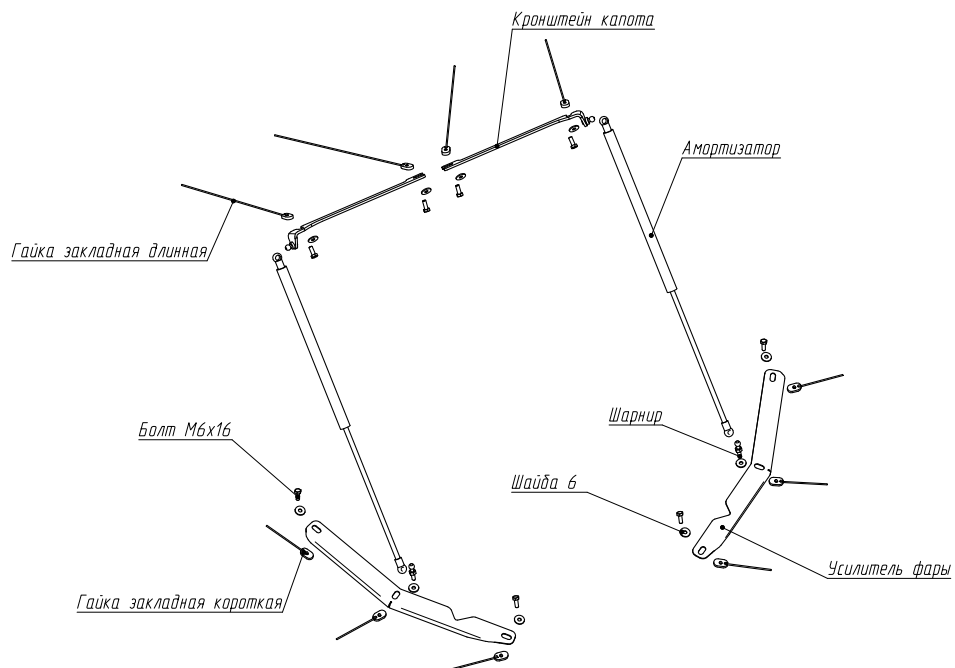 Кронштейн капота
Амортизатор
Гайка закладная длинная
Шарнир
Болт М6х16
Шайба 6
Усилитель фары
Гайка закладная короткая